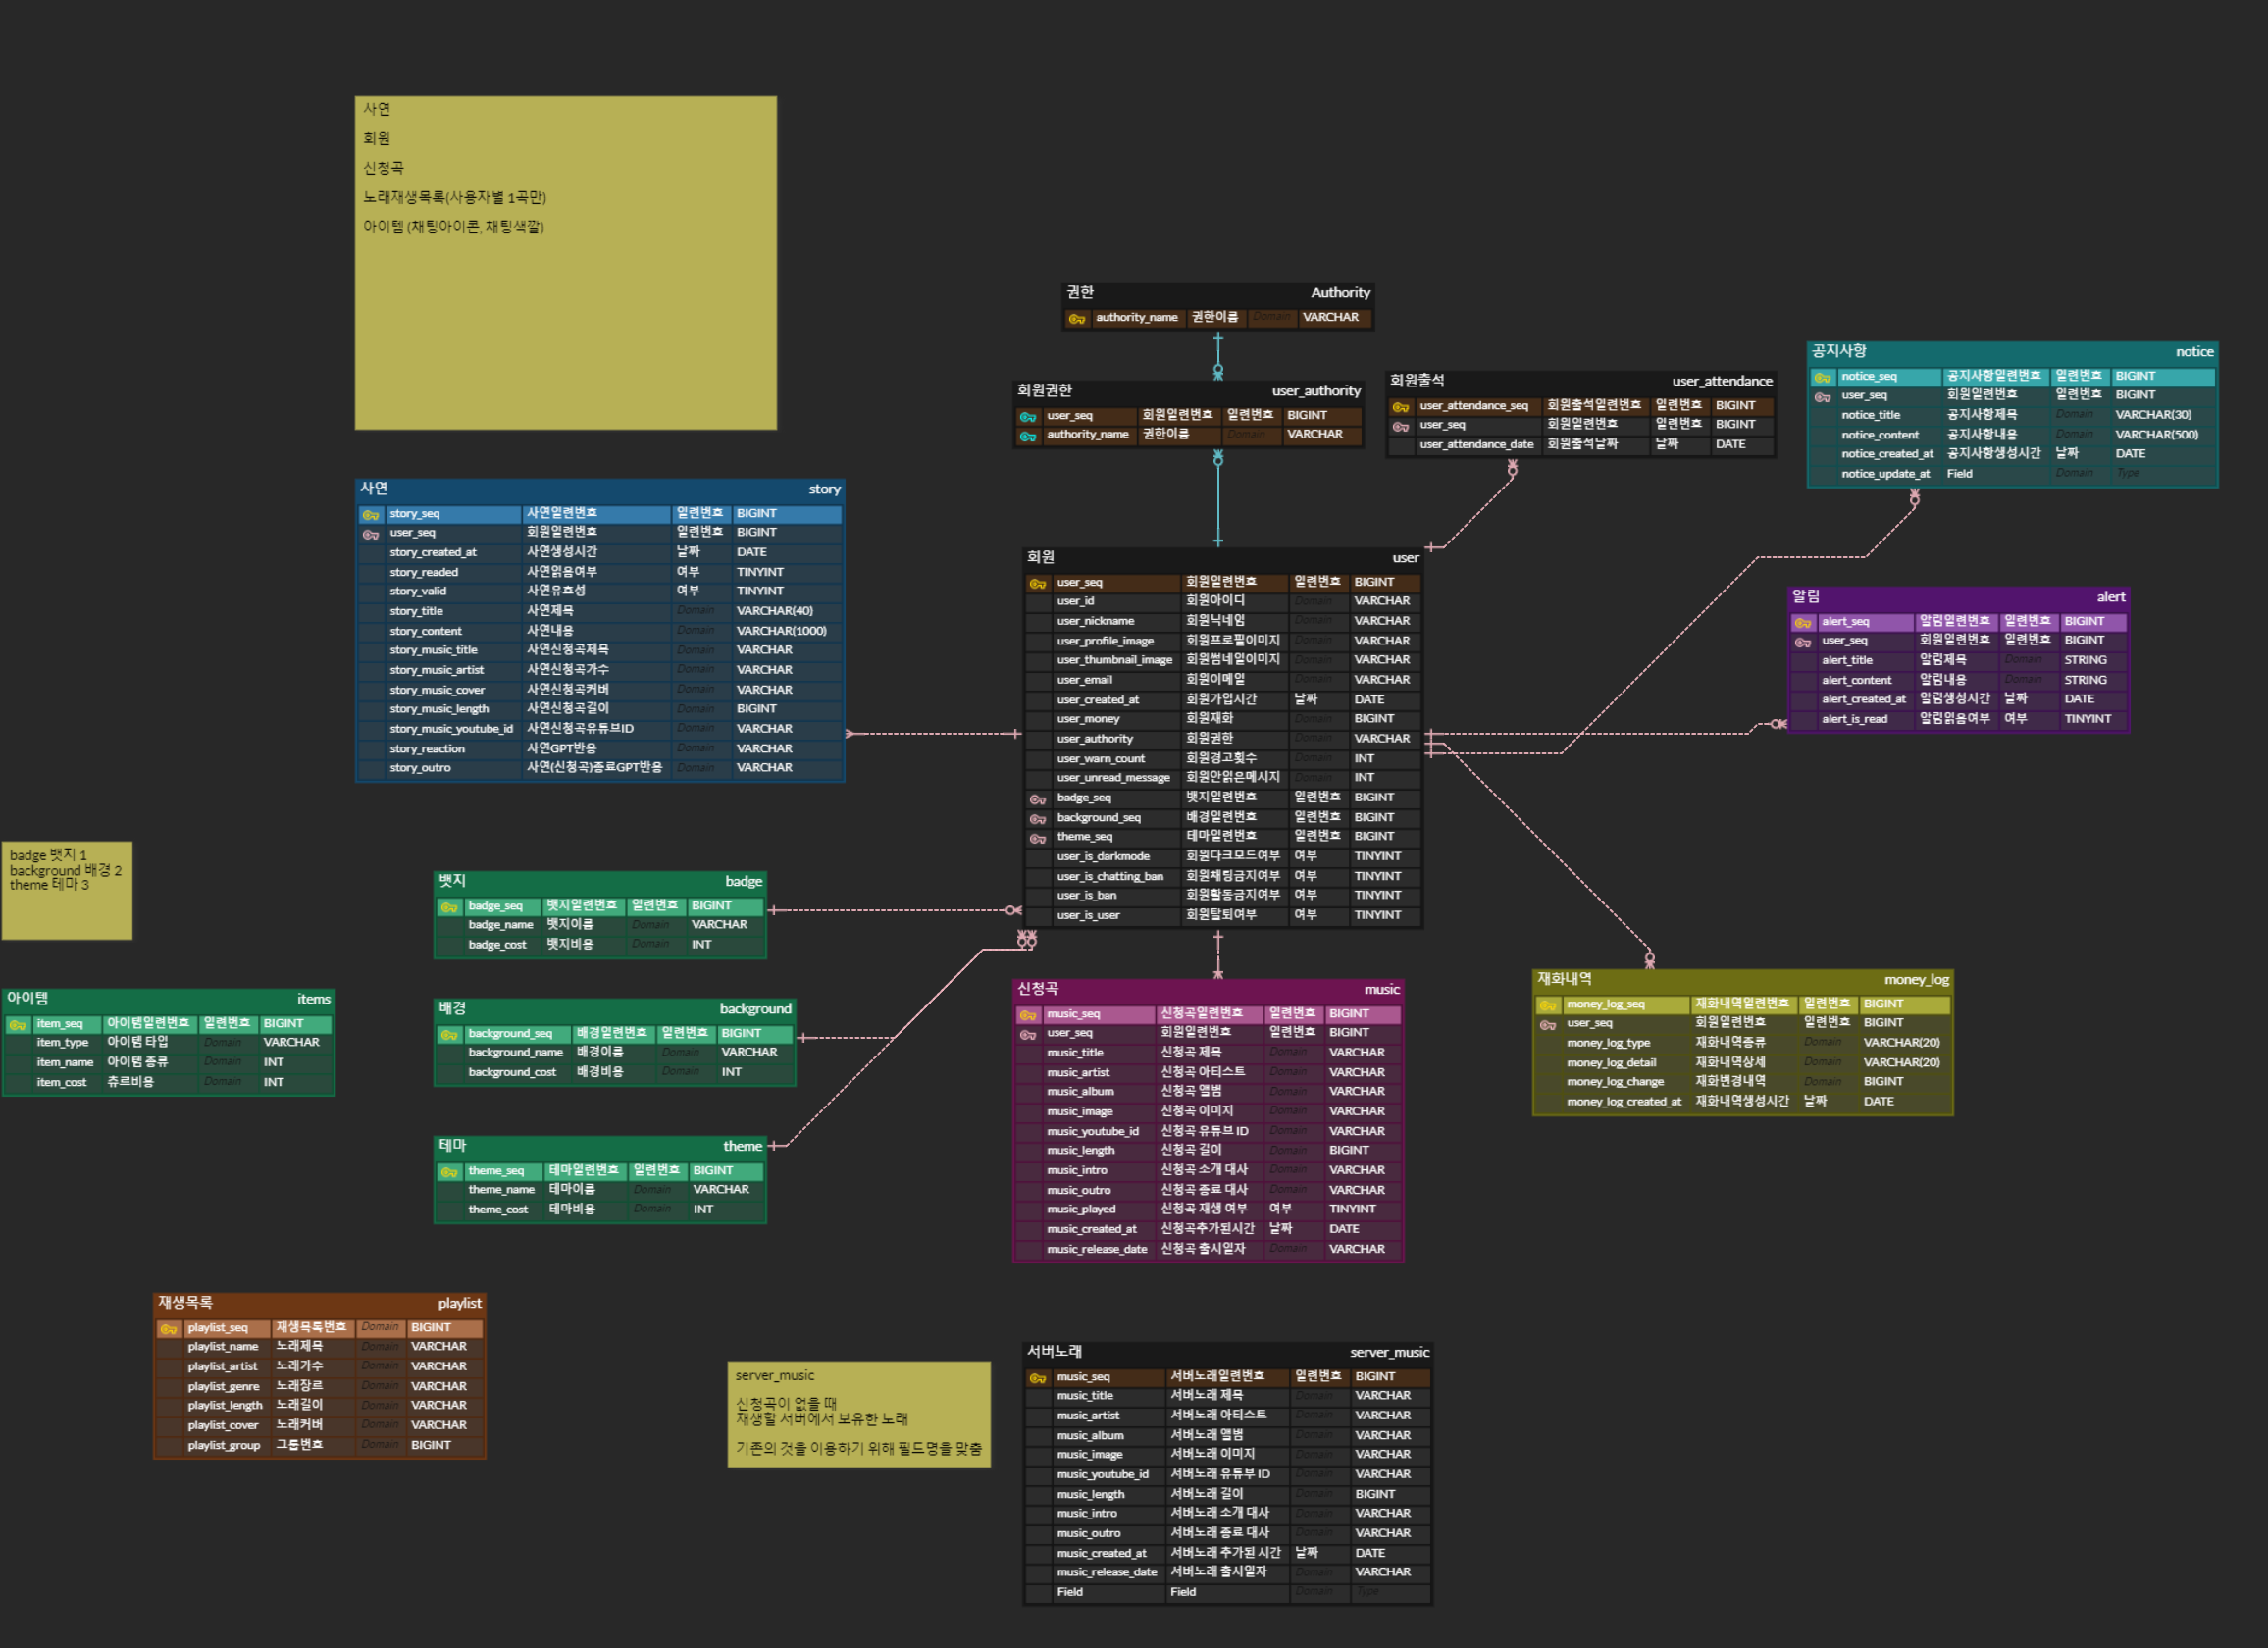 사연
회원
신청곡
노래재생목록(사용자별 1곡만)
아이템 (채팅아이콘, 채팅색깔)
권한 Authority
authority_name 권한이름 Domain VARCHAR
회원권한 user_authority
user_seq 회원일련번호 일련번호 BIGINT
authority_name 권한이름 Domain VARCHAR
회원출석 user_attendance
user_attendance_seq 회원출석일련번호 일련번호 BIGINT
user_seq 회원일련번호 일련번호 BIGINT
user_attendance_date 회원출석날짜 날짜 DATE
공지사항 notice
notice_seq 공지사항일련번호 일련번호 BIGINT
user_seq 회원일련번호 일련번호 BIGINT
notice_title 공지사항제목 Domain VARCHAR(30)
notice_content 공지사항내용 Domain VARCHAR(500)
notice_created_at 공지사항생성시간 날짜 DATE
notice_update_at Field Domain Type
사연 story
story_seq 사연일련번호 일련번호 BIGINT
user_seq 회원일련번호 일련번호 BIGINT
story_created_at 사연생성시간 날짜 DATE
story_readed 사연읽음여부 여부 TINYINT
story_valid 사연유효성 여부 TINYINT
story_title 사연제목 Domain VARCHAR(40)
story_content 사연내용 Domain VARCHAR(1000)
story_music_title 사연신청곡제목 Domain VARCHAR
story_music_artist 사연신청곡가수 Domain VARCHAR
story_music_cover 사연신청곡커버 Domain VARCHAR
story_music_length 사연신청곡길이 Domain BIGINT
story_music_youtube_id 사연신청곡유튜브ID Domain VARCHAR
story_reaction 사연GPT반응 Domain VARCHAR
story_outro 사연(신청곡)종료GPT반응 Domain VARCHAR
회원 user
user_seq 회원일련번호 일련번호 BIGINT
user_id 회원아이디 Domain VARCHAR
user_nickname 회원닉네임 Domain VARCHAR
user_profile_image 회원프로필이미지 Domain VARCHAR
user_thumbnail_image 회원썸네일이미지 Domain VARCHAR
user_email 회원이메일 Domain VARCHAR
user_created_at 회원가입시간 날짜 DATE
user_money 회원재화 Domain BIGINT
user_authority 회원권한 Domain VARCHAR
user_warn_count 회원경고횟수 Domain INT
user_unread_message 회원안읽은메시지 Domain INT
badge_seq 뱃지일련번호 일련번호 BIGINT
background_seq 배경일련번호 일련번호 BIGINT
theme_seq 테마일련번호 일련번호 BIGINT
user_is_darkmode 회원다크모드여부 여부 TINYINT
user_is_chatting_ban 회원채팅금지여부 여부 TINYINT
user_is_ban 회원활동금지여부 여부 TINYINT
user_is_user 회원탈퇴여부 여부 TINYINT
알림 alert
alert_seq 알림일련번호 일련번호 BIGINT
user_seq 회원일련번호 일련번호 BIGINT
alert_title 알림제목 Domain STRING
alert_content 알림내용 Domain STRING
alert_created_at 알림생성시간 날짜 DATE
alert_is_read 알림읽음여부 여부 TINYINT
badge 뱃지 1
background 배경 2
theme 테마 3
뱃지 badge
badge_seq 뱃지일련번호 일련번호 BIGINT
badge_name 뱃지이름 Domain VARCHAR
badge_cost 뱃지비용 Domain INT
아이템 items
item_seq 아이템일련번호 일련번호 BIGINT
item_type 아이템 타입 Domain VARCHAR
item_name 아이템 종류 Domain INT
item_cost 츄르비용 Domain INT
배경 background
background_seq 배경일련번호 일련번호 BIGINT
background_name 배경이름 Domain VARCHAR
background_cost 배경비용 Domain INT
테마 theme
theme_seq 테마일련번호 일련번호 BIGINT
theme_name 테마이름 Domain VARCHAR
theme_cost 테마비용 Domain INT
신청곡 music
music_seq 신청곡일련번호 일련번호 BIGINT
user_seq 회원일련번호 일련번호 BIGINT
music_title 신청곡 제목 Domain VARCHAR
music_artist 신청곡 아티스트 Domain VARCHAR
music_album 신청곡 앨범 Domain VARCHAR
music_image 신청곡 이미지 Domain VARCHAR
music_youtube_id 신청곡 유튜브 ID Domain VARCHAR
music_length 신청곡 길이 Domain BIGINT
music_intro 신청곡 소개 대사 Domain VARCHAR
music_outro 신청곡 종료 대사 Domain VARCHAR
music_played 신청곡 재생 여부 여부 TINYINT
music_created_at 신청곡추가된시간 날짜 DATE
music_release_date 신청곡 출시일자 Domain VARCHAR
재화내역 money_log
money_log_seq 재화내역일련번호 일련번호 BIGINT
user_seq 회원일련번호 일련번호 BIGINT
money_log_type 재화내역종류 Domain VARCHAR(20)
money_log_detail 재화내역상세 Domain VARCHAR(20)
money_log_change 재화변경내역 Domain BIGINT
money_log_created_at 재화내역생성시간 날짜 DATE
재생목록 playlist
playlist_seq 재생목록번호 Domain BIGINT
playlist_name 노래제목 Domain VARCHAR
playlist_artist 노래가수 Domain VARCHAR
playlist_genre 노래장르 Domain VARCHAR
playlist_length 노래길이 Domain VARCHAR
playlist_cover 노래커버 Domain VARCHAR
playlist_group 그룹번호 Domain BIGINT
server_music
신청곡이 없을 때
재생할 서버에서 보유한 노래
기존의 것을 이용하기 위해 필드명을 맞춤
서버노래 server_music
music_seq 서버노래일련번호 일련번호 BIGINT
music_title 서버노래 제목 Domain VARCHAR
music_artist 서버노래 아티스트 Domain VARCHAR
music_album 서버노래 앨범 Domain VARCHAR
music_image 서버노래 이미지 Domain VARCHAR
music_youtube_id 서버노래 유튜부 ID Domain VARCHAR
music_length 서버노래 길이 Domain BIGINT
music_intro 서버노래 소개 대사 Domain VARCHAR
music_outro 서버노래 종료 대사 Domain VARCHAR
music_created_at 서버노래 추가된 시간 날짜 DATE
music_release_date 서버노래 출시일자 Domain VARCHAR
Field Field Domain Type